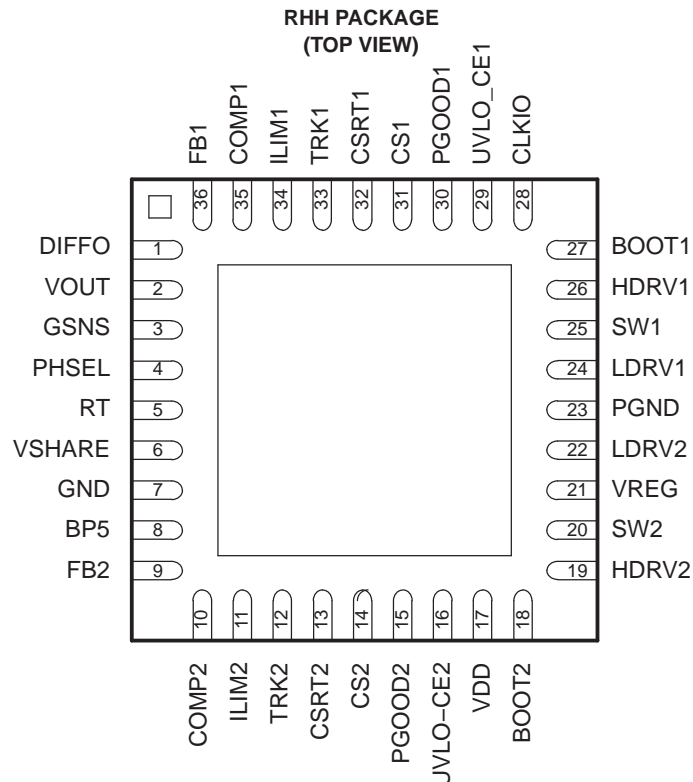 RHH PACKAGE
(TOP VIEW)
FB1
COMP1
ILIM1
TRK1
CSRT1
CS1
PGOOD1
UVLO_CE1
CLKIO
36
35
34
33
32
31
30
29
28
DIFFO 1
VOUT 2
GSNS 3
PHSEL 4
RT 5
VSHARE 6
GND 7
BP5 8
FB2 9
27 BOOT1
26 HDRV1
25 SW1
24 LDRV1
23 PGND
22 LDRV2
21 VREG
20 SW2
19 HDRV2
10
11
12
13
14
15
16
17
18
COMP2
ILIM2
TRK2
CSRT2
CS2
PGOOD2
UVLO−CE2
VDD
BOOT2